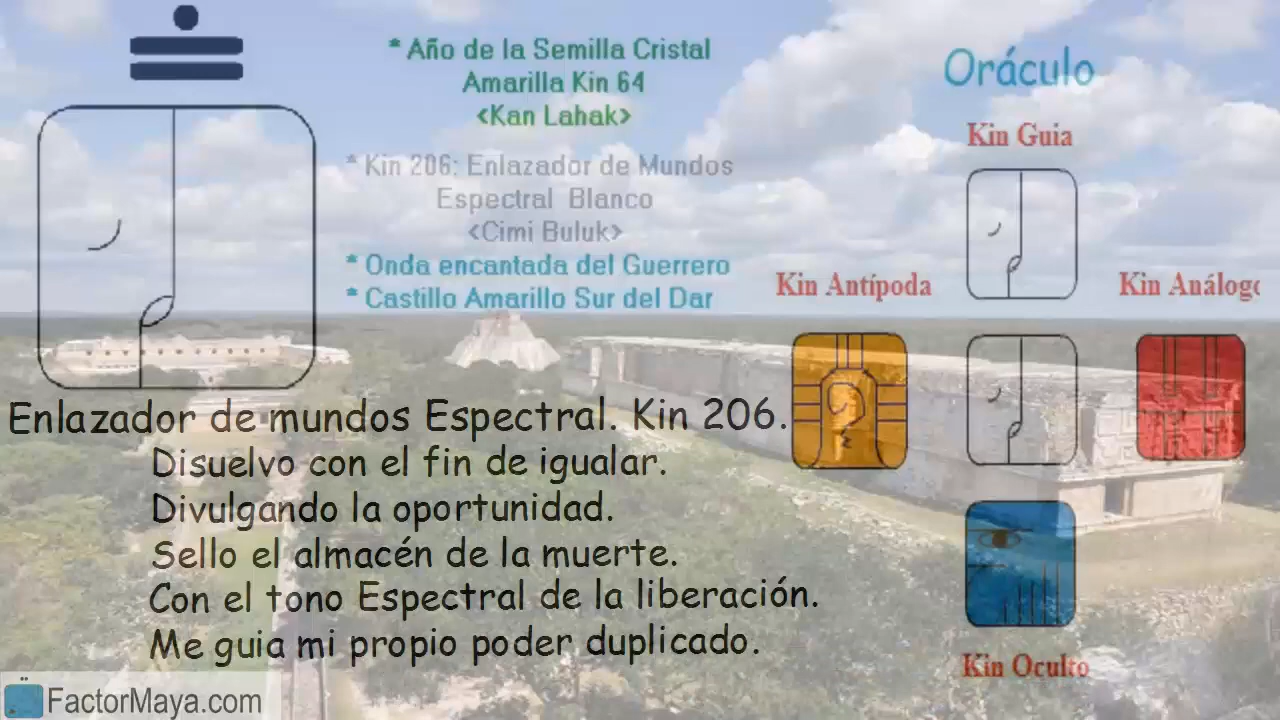 * Año de la Semilla Cristal
Amarilla Kin 64
<Kan Lahak>
* Kin 206: Enlazador de Mundos
Espectral Blanco
<Cimi Buluk>
* Onda encantada del Guerrero
* Castillo Amarillo Sur del Dar
Oráculo
Kin Guia
Kin Antípoda
Kin Análogo
Kin Oculto
Enlazador de mundos Espectral. Kin 206.
Disuelvo con el fin de igualar.
Divulgando la oportunidad.
Sello el almacén de la muerte.
Con el tono Espectral de la liberación.
Me guia mi propio poder duplicado.
FactorMaya.com